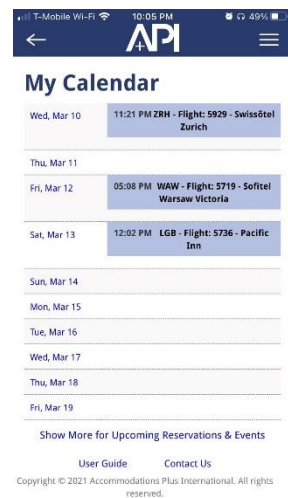 T-Mobile Wi-Fi 10:05 PM 49%
API
My Calendar
Wed, Mar 10 11:21 PM ZRH - Flight: 5929 - Swissôtel
Zurich
Thu, Mar 11
Fri, Mar 12 05:08 PM WAW - Flight: 5719 - Sofitel
Warsaw Victoria
Sat, Mar 13 12:02 PM LGB - Flight: 5736 - Pacific
Inn
Sun, Mar 14
Mon, Mar 15
Tue, Mar 16
Wed, Mar 17
Thu, Mar 18
Fri, Mar 19
Show More for Upcoming Reservations & Events
User Guide Contact Us
Copyright © 2021 Accommodations Plus International. All rights
reserved.